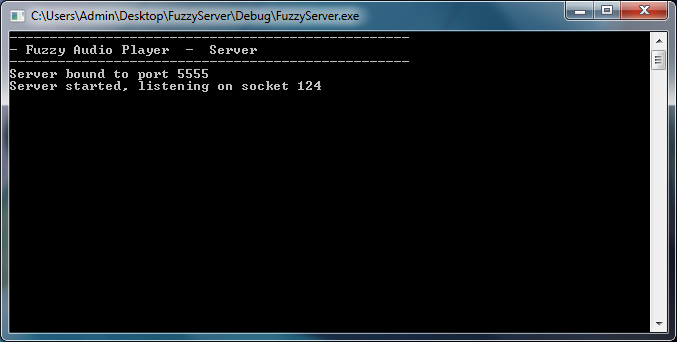 C:\Users\Admin\Desktop\FuzzyServer\Debug\FuzzyServer.exe
--------------------------------------------------
- Fuzzy Audio Player  -  Server
--------------------------------------------------
Server bound to port 5555
Server started, listening on socket 124